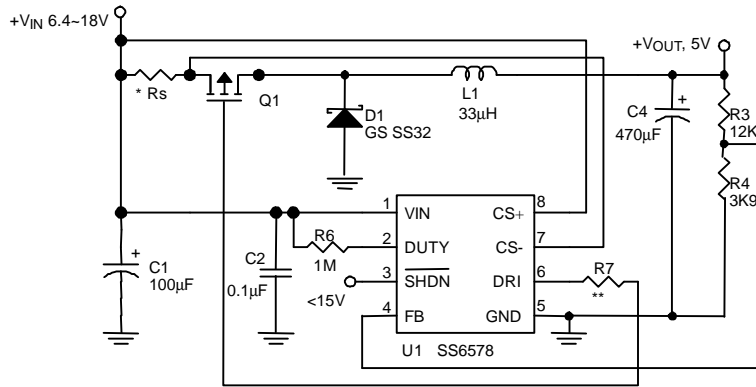 +VIN 6.4~18V
+VOUT, 5V
* Rs
Q1
L1
33µH
D1
GS SS32
C4
470µF
R3
12K
R4
3K9
1
VIN
CS+
8
R6
1M
2
DUTY
CS-
7
C1
100µF
C2
0.1µF
<15V
3
SHDN
DRI
6
R7
**
4
FB
GND
5
U1 SS6578